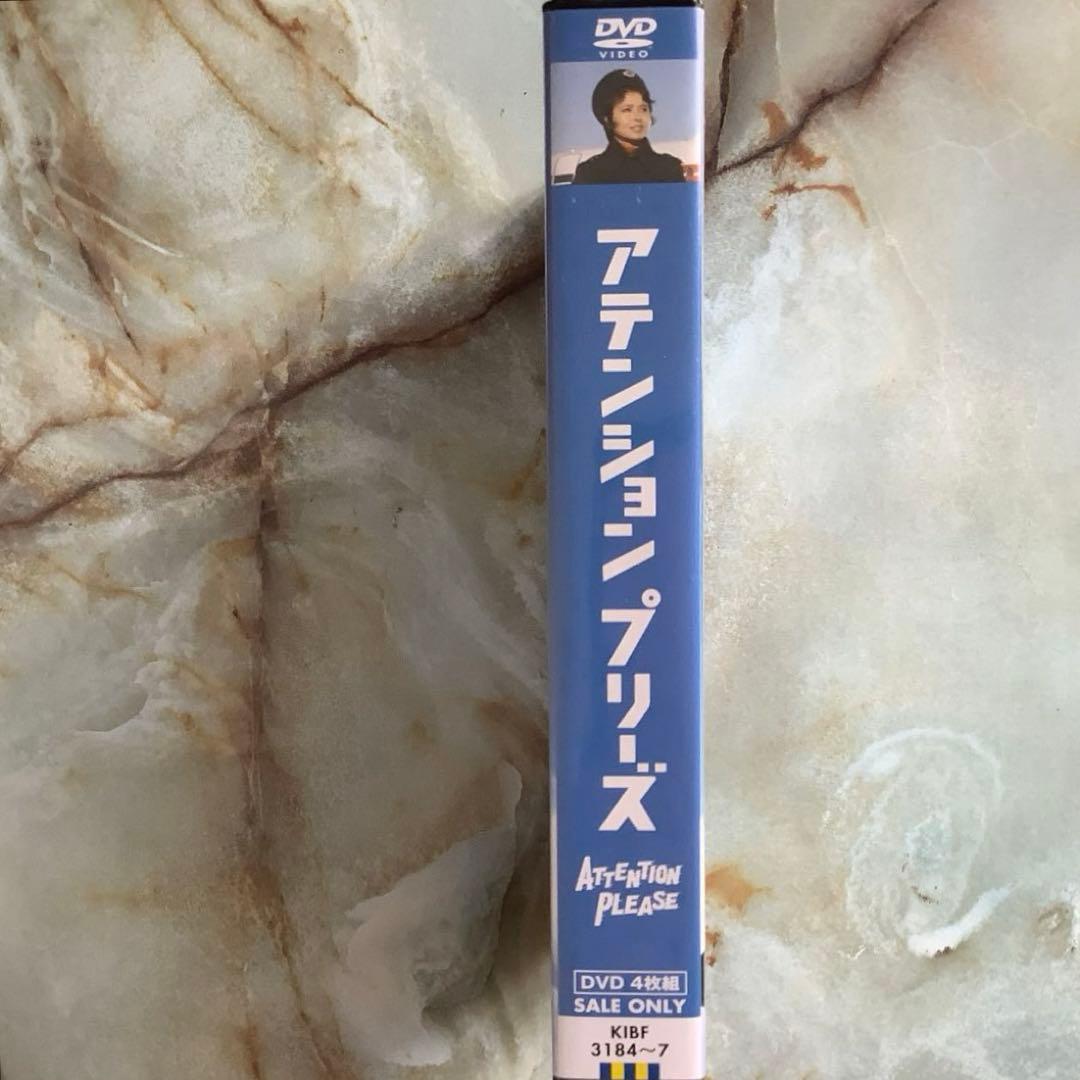 DVD
VIDEO
アテンションプリーズ
ATTENTION
PLEASE
DVD 4枚組
SALE ONLY
KIBF
3184～7